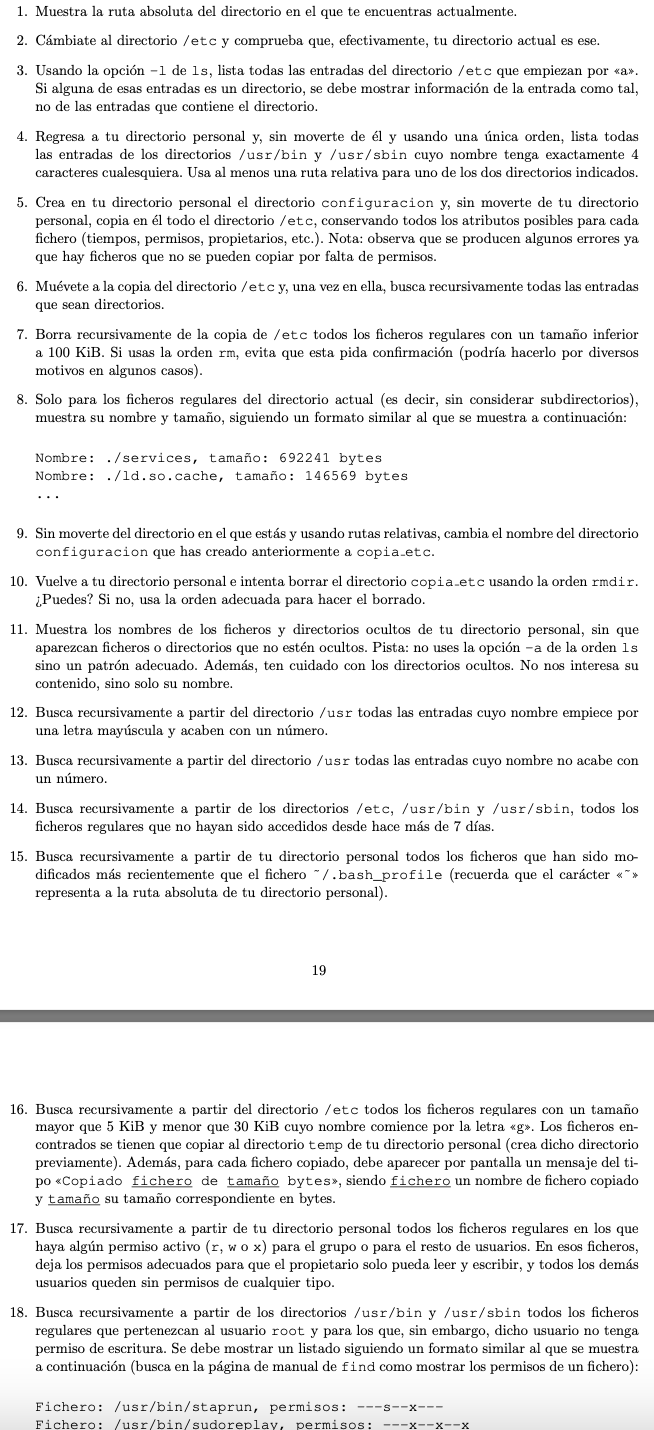 1. Muestra la ruta absoluta del directorio en el que te encuentras actualmente.
2. Cámbiate al directorio /etc y comprueba que, efectivamente, tu directorio actual es ese.
3. Usando la opción -l de ls, lista todas las entradas del directorio /etc que empiezan por «a».
Si alguna de esas entradas es un directorio, se debe mostrar información de la entrada como tal,
no de las entradas que contiene el directorio.
4. Regresa a tu directorio personal y, sin moverte de él y usando una única orden, lista todas
las entradas de los directorios /usr/bin y /usr/sbin cuyo nombre tenga exactamente 4
caracteres cualesquiera. Usa al menos una ruta relativa para uno de los dos directorios indicados.
5. Crea en tu directorio personal el directorio configuracion y, sin moverte de tu directorio
personal, copia en él todo el directorio /etc, conservando todos los atributos posibles para cada
fichero (tiempos, permisos, propietarios, etc.). Nota: observa que se producen algunos errores ya
que hay ficheros que no se pueden copiar por falta de permisos.
6. Muévete a la copia del directorio /etc y, una vez en ella, busca recursivamente todas las entradas
que sean directorios.
7. Borra recursivamente de la copia de /etc todos los ficheros regulares con un tamaño inferior
a 100 KiB. Si usas la orden rm, evita que esta pida confirmación (podría hacerlo por diversos
motivos en algunos casos).
8. Solo para los ficheros regulares del directorio actual (es decir, sin considerar subdirectorios),
muestra su nombre y tamaño, siguiendo un formato similar al que se muestra a continuación:
Nombre: ./services, tamaño: 692241 bytes
Nombre: ./ld.so.cache, tamaño: 146569 bytes
...
9. Sin moverte del directorio en el que estás y usando rutas relativas, cambia el nombre del directorio
configuracion que has creado anteriormente a copia_etc.
10. Vuelve a tu directorio personal e intenta borrar el directorio copia_etc usando la orden rmdir.
¿Puedes? Si no, usa la orden adecuada para hacer el borrado.
11. Muestra los nombres de los ficheros y directorios ocultos de tu directorio personal, sin que
aparezcan ficheros o directorios que no estén ocultos. Pista: no uses la opción -a de la orden ls
sino un patrón adecuado. Además, ten cuidado con los directorios ocultos. No nos interesa su
contenido, sino solo su nombre.
12. Busca recursivamente a partir del directorio /usr todas las entradas cuyo nombre empiece por
una letra mayúscula y acaben con un número.
13. Busca recursivamente a partir del directorio /usr todas las entradas cuyo nombre no acabe con
un número.
14. Busca recursivamente a partir de los directorios /etc, /usr/bin y /usr/sbin, todos los
ficheros regulares que no hayan sido accedidos desde hace más de 7 días.
15. Busca recursivamente a partir de tu directorio personal todos los ficheros que han sido mo-
dificados más recientemente que el fichero ~/.bash_profile (recuerda que el carácter «~»
representa a la ruta absoluta de tu directorio personal).
19
16. Busca recursivamente a partir del directorio /etc todos los ficheros regulares con un tamaño
mayor que 5 KiB y menor que 30 KiB cuyo nombre comience por la letra «g». Los ficheros en-
contrados se tienen que copiar al directorio temp de tu directorio personal (crea dicho directorio
previamente). Además, para cada fichero copiado, debe aparecer por pantalla un mensaje del ti-
po «Copiado fichero de tamaño bytes», siendo fichero un nombre de fichero copiado
y tamaño su tamaño correspondiente en bytes.
17. Busca recursivamente a partir de tu directorio personal todos los ficheros regulares en los que
haya algún permiso activo (r, w o x) para el grupo o para el resto de usuarios. En esos ficheros,
deja los permisos adecuados para que el propietario solo pueda leer y escribir, y todos los demás
usuarios queden sin permisos de cualquier tipo.
18. Busca recursivamente a partir de los directorios /usr/bin y /usr/sbin todos los ficheros
regulares que pertenezcan al usuario root y para los que, sin embargo, dicho usuario no tenga
permiso de escritura. Se debe mostrar un listado siguiendo un formato similar al que se muestra
a continuación (busca en la página de manual de find como mostrar los permisos de un fichero):
Fichero: /usr/bin/staprun, permisos: ---s--x---
Fichero: /usr/bin/sudoreplay, permisos: ---x--x--x